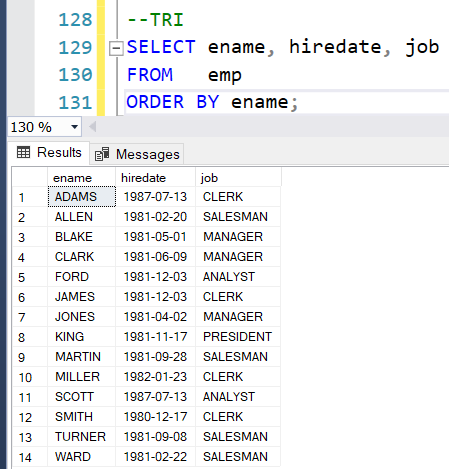 128 --TRI
129 SELECT ename, hiredate, job
130 FROM   emp
131 ORDER BY ename;
130 %
Results Messages
ename hiredate job
1 ADAMS 1987-07-13 CLERK
2 ALLEN 1981-02-20 SALESMAN
3 BLAKE 1981-05-01 MANAGER
4 CLARK 1981-06-09 MANAGER
5 FORD 1981-12-03 ANALYST
6 JAMES 1981-12-03 CLERK
7 JONES 1981-04-02 MANAGER
8 KING 1981-11-17 PRESIDENT
9 MARTIN 1981-09-28 SALESMAN
10 MILLER 1982-01-23 CLERK
11 SCOTT 1987-07-13 ANALYST
12 SMITH 1980-12-17 CLERK
13 TURNER 1981-09-08 SALESMAN
14 WARD 1981-02-22 SALESMAN